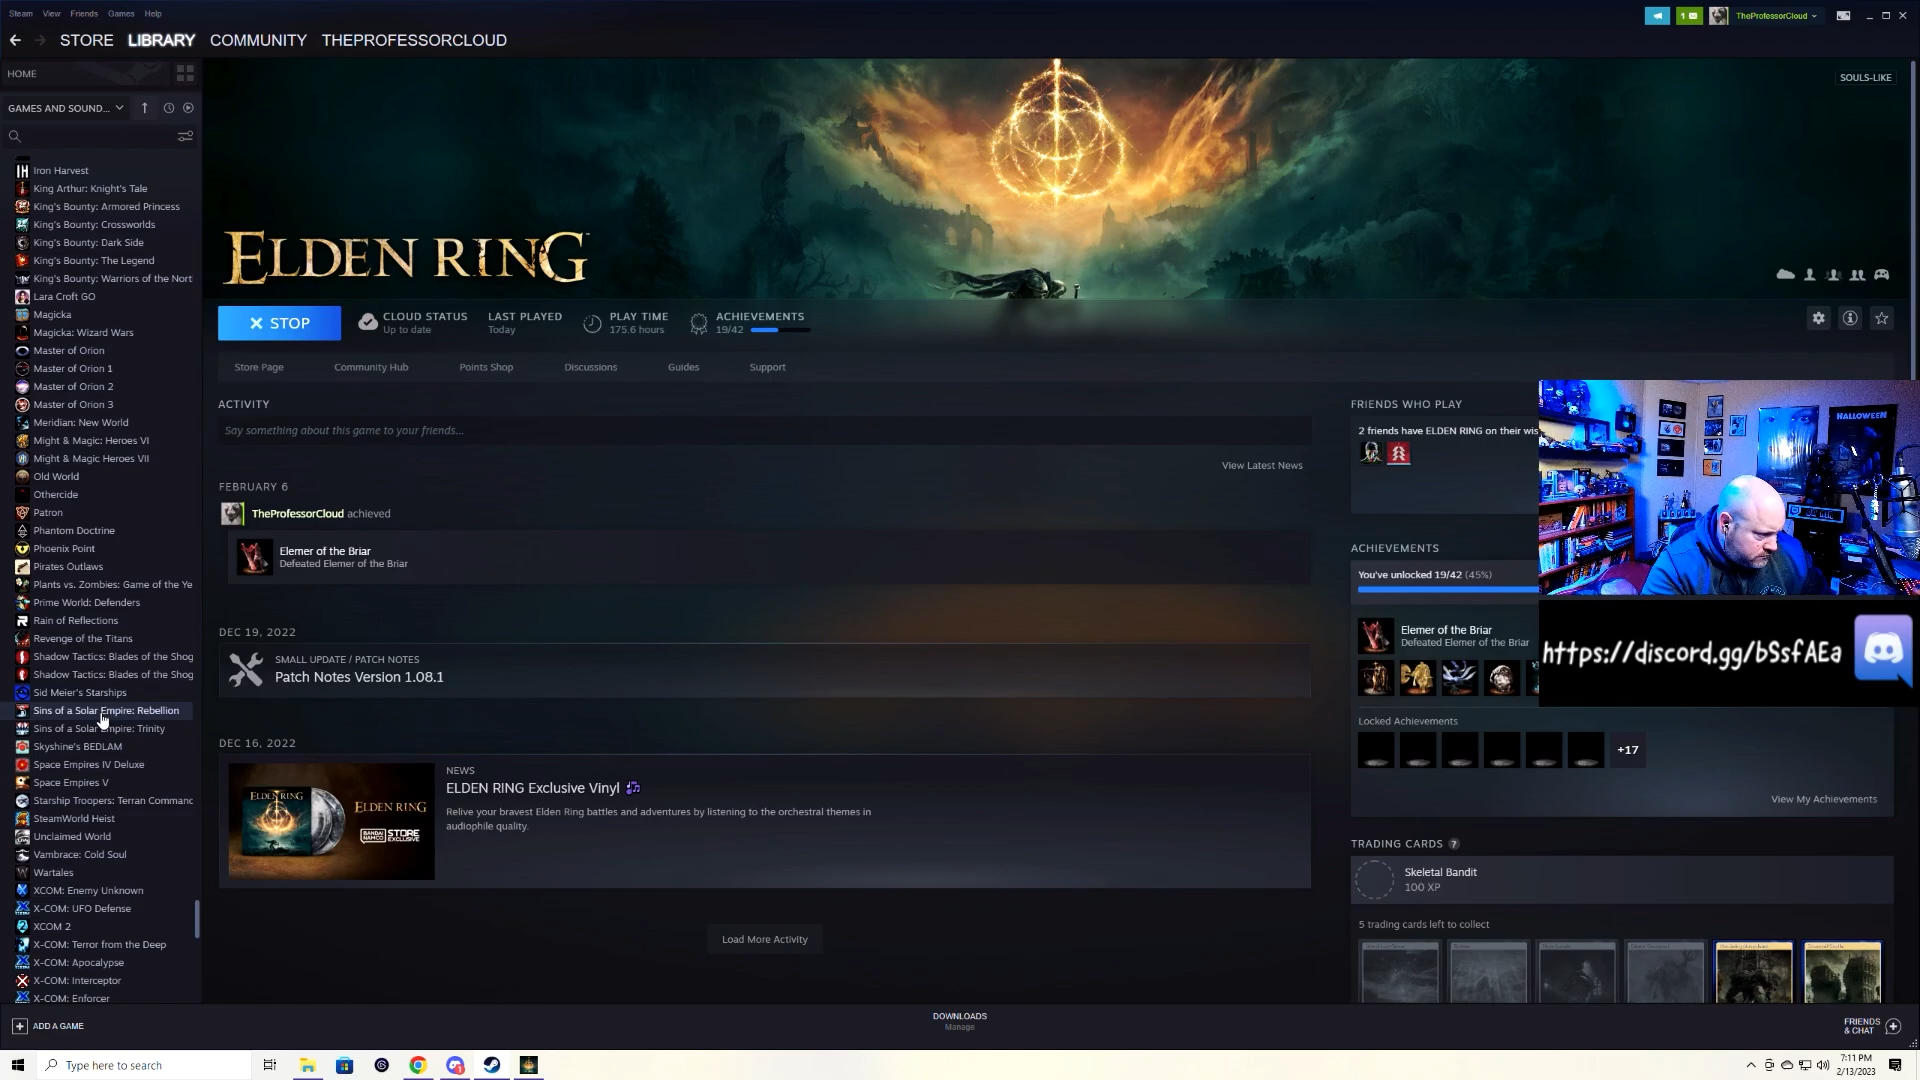 Steam View Friends Games Help
1 TheProfessorCloud
STORE LIBRARY COMMUNITY THEPROFESSORCLOUD
HOME
GAMES AND SOUND...
Iron Harvest
King Arthur: Knight's Tale
King's Bounty: Armored Princess
King's Bounty: Crossworlds
King's Bounty: Dark Side
King's Bounty: The Legend
King's Bounty: Warriors of the Nort
Lara Croft GO
Magicka
Magicka: Wizard Wars
Master of Orion
Master of Orion 1
Master of Orion 2
Master of Orion 3
Meridian: New World
Might & Magic: Heroes VI
Might & Magic Heroes VII
Old World
Othercide
Patron
Phantom Doctrine
Phoenix Point
Pirates Outlaws
Plants vs. Zombies: Game of the Ye
Prime World: Defenders
Rain of Reflections
Revenge of the Titans
Shadow Tactics: Blades of the Shog
Shadow Tactics: Blades of the Shog
Sid Meier's Starships
Sins of a Solar Empire: Rebellion
Sins of a Solar Empire: Trinity
Skyshine's BEDLAM
Space Empires IV Deluxe
Space Empires V
Starship Troopers: Terran Command
SteamWorld Heist
Unclaimed World
Vambrace: Cold Soul
Wartales
XCOM: Enemy Unknown
X-COM: UFO Defense
XCOM 2
X-COM: Terror from the Deep
X-COM: Apocalypse
X-COM: Interceptor
X-COM: Enforcer
ADD A GAME
SOULS-LIKE
ELDEN RING
STOP
CLOUD STATUS
Up to date
LAST PLAYED
Today
PLAY TIME
175.6 hours
ACHIEVEMENTS
19/42
Store Page Community Hub Points Shop Discussions Guides Support
ACTIVITY
Say something about this game to your friends...
View Latest News
FEBRUARY 6
TheProfessorCloud achieved
Elemer of the Briar
Defeated Elemer of the Briar
DEC 19, 2022
SMALL UPDATE / PATCH NOTES
Patch Notes Version 1.08.1
DEC 16, 2022
NEWS
ELDEN RING Exclusive Vinyl
Relive your bravest Elden Ring battles and adventures by listening to the orchestral themes in
audiophile quality.
ELDEN RING
ELDEN RING
BANDAI NAMCO STORE EXCLUSIVE
Load More Activity
FRIENDS WHO PLAY
2 friends have ELDEN RING on their wis
HALLOWEEN
ACHIEVEMENTS
You've unlocked 19/42 (45%)
Elemer of the Briar
Defeated Elemer of the Briar
https://discord.gg/bSsfAEa
Locked Achievements
+17
View My Achievements
TRADING CARDS ?
Skeletal Bandit
100 XP
5 trading cards left to collect
DOWNLOADS
Manage
FRIENDS
& CHAT
Type here to search
7:11 PM
2/13/2023